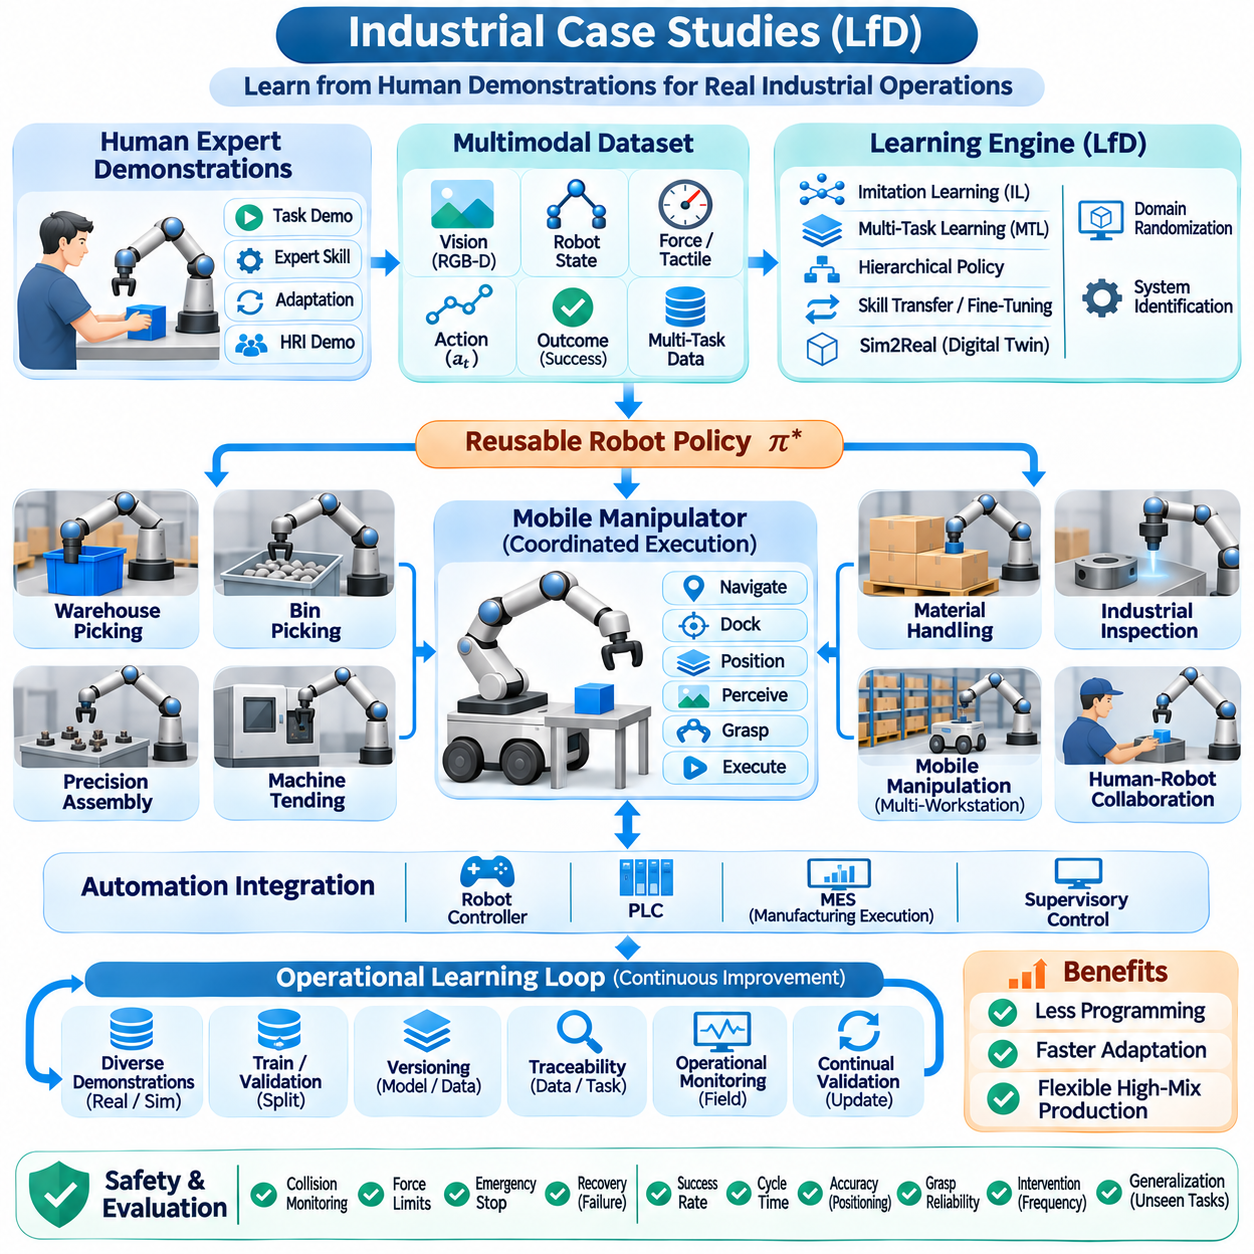 Industrial Case Studies (LfD)
Learn from Human Demonstrations for Real Industrial Operations
Human Expert
Demonstrations
Task Demo
Expert Skill
Adaptation
HRI Demo
Multimodal Dataset
Vision
(RGB-D)
Robot
State
Force /
Tactile
Action
(aₜ)
Outcome
(Success)
Multi-Task
Data
Learning Engine (LfD)
Imitation Learning (IL)
Multi-Task Learning (MTL)
Hierarchical Policy
Skill Transfer / Fine-Tuning
Sim2Real (Digital Twin)
Domain
Randomization
System
Identification
Reusable Robot Policy π*
Warehouse
Picking
Bin
Picking
Precision
Assembly
Machine
Tending
Mobile Manipulator
(Coordinated Execution)
Navigate
Dock
Position
Perceive
Grasp
Execute
Material
Handling
Industrial
Inspection
Mobile
Manipulation
(Multi-Workstation)
Human-Robot
Collaboration
Automation Integration
Robot
Controller
PLC
MES
(Manufacturing Execution)
Supervisory
Control
Operational Learning Loop (Continuous Improvement)
Diverse
Demonstrations
(Real / Sim)
Train /
Validation
(Split)
Versioning
(Model / Data)
Traceability
(Data / Task)
Operational
Monitoring
(Field)
Continual
Validation
(Update)
Benefits
Less Programming
Faster Adaptation
Flexible High-Mix
Production
Safety &
Evaluation
Collision
Monitoring
Force
Limits
Emergency
Stop
Recovery
(Failure)
Success
Rate
Cycle
Time
Accuracy
(Positioning)
Grasp
Reliability
Intervention
(Frequency)
Generalization
(Unseen Tasks)